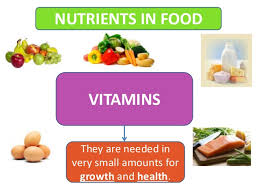 NUTRIENTS IN FOOD
VITAMINS
They are needed in
very small amounts for
growth and health.